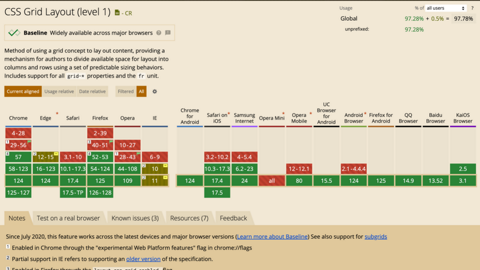 CSS Grid Layout (level 1) - CR
Usage % of all users ?
Global 97.28% + 0.5% = 97.78%
unprefixed: 97.28%
Baseline Widely available across major browsers
Method of using a grid concept to lay out content, providing a
mechanism for authors to divide available space for layout into
columns and rows using a set of predictable sizing behaviors.
Includes support for all grid-* properties and the fr unit.
Current aligned Usage relative Date relative Filtered All
Chrome Edge Safari Firefox Opera IE Chrome for Android Safari on iOS Samsung Internet Opera Mini Opera Mobile UC Browser for Android Android Browser Firefox for Android QQ Browser Baidu Browser KaiOS Browser
4-28 2-39
29-56 40-51 10-27
57 12-15 3.1-10 52-53 28-43 6-9 3.2-10.2 4-5.4
58-123 16-123 10.1-17.3 54-124 44-108 10 10.3-17.3 6.2-23 12-12.1 2.1-4.4.4 2.5
124 124 17.4 125 109 11 124 17.4 24 all 80 15.5 124 125 14.9 13.52 3.1
125-127 17.5-TP 126-128 17.5
Notes Test on a real browser Known issues (3) Resources (7) Feedback
Since July 2020, this feature works across the latest devices and major browser versions (Learn more about Baseline) See also support for subgrids
1 Enabled in Chrome through the "experimental Web Platform features" flag in chrome://flags
2 Partial support in IE refers to supporting an older version of the specification.